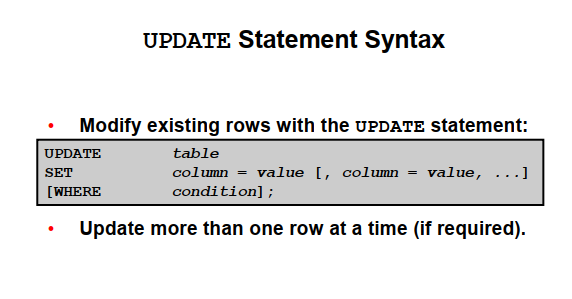 UPDATE Statement Syntax
• Modify existing rows with the UPDATE statement:
UPDATE table
SET column = value [, column = value, ...]
[WHERE condition];
• Update more than one row at a time (if required).